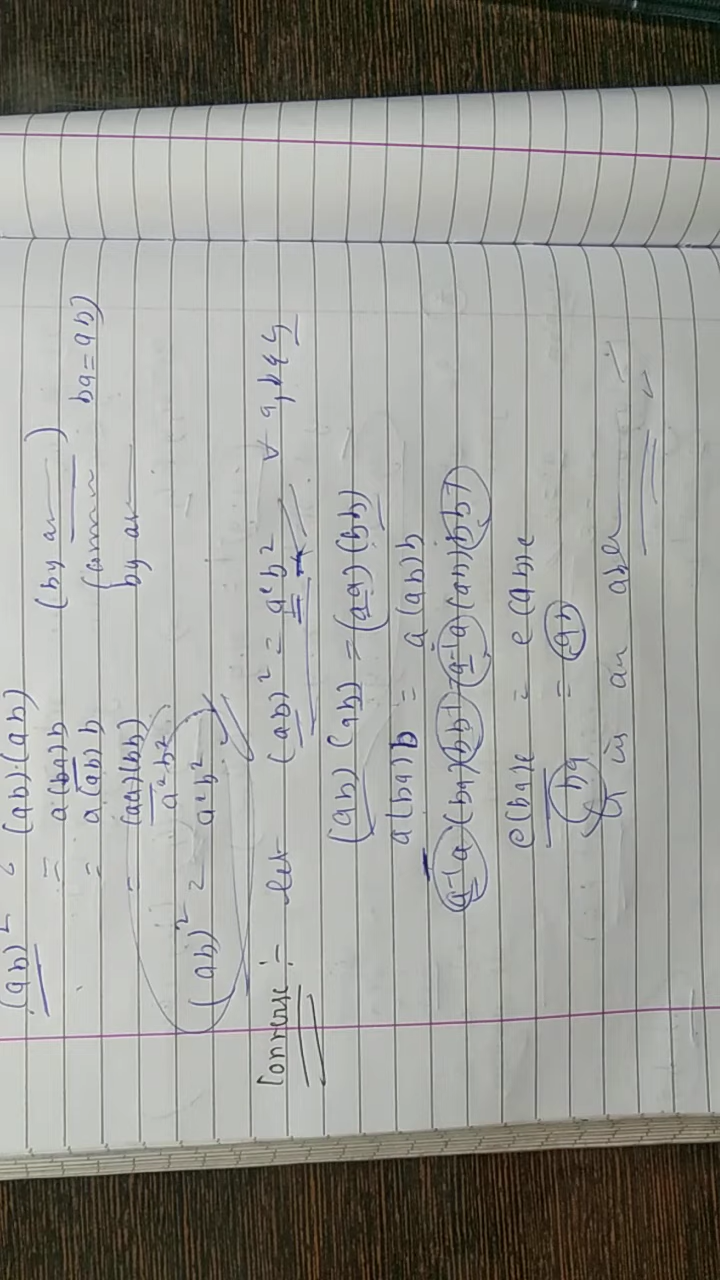 (ab)² = (ab)·(ab)
= a(ba)b (by as )
= a(ab)b ba=ab)
= (aa)(bb) by as
a²b²
(ab)² = a²b²
Converse:- let (ab)² = a²b² ∀ a,b∈G
(ab)(ab) = (aa)(bb)
a(ba)b = a(ab)b
a⁻¹a(ba)bb⁻¹ = a⁻¹a(ab)bb⁻¹
e(ba)e = e(ab)e
ba = ab
G is an abel